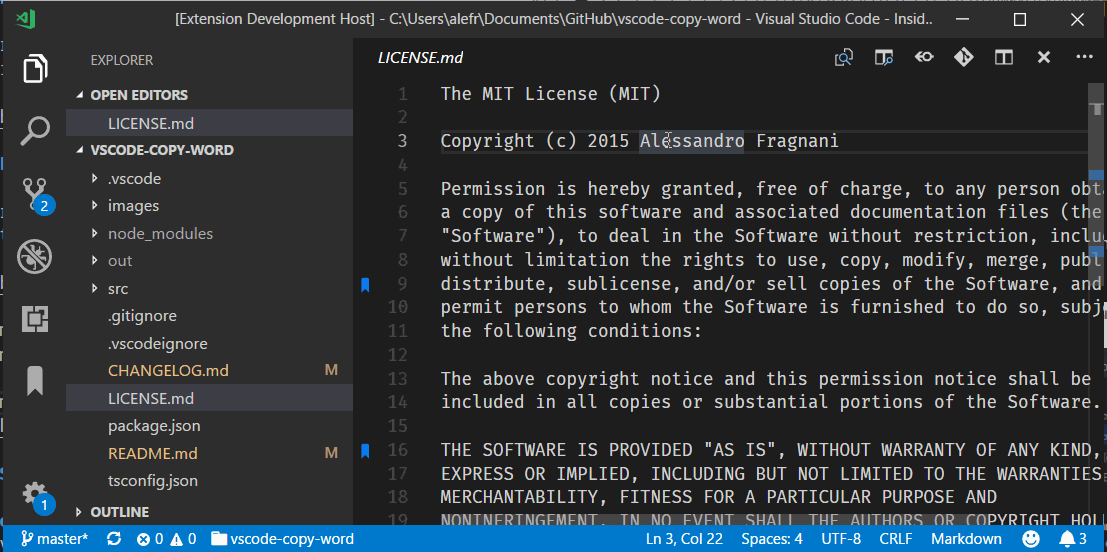 [Extension Development Host] - C:\Users\alefr\Documents\GitHub\vscode-copy-word - Visual Studio Code - Insid..
EXPLORER
OPEN EDITORS
LICENSE.md
VSCODE-COPY-WORD
.vscode
images
node_modules
out
src
.gitignore
.vscodeignore
CHANGELOG.md M
LICENSE.md
package.json
README.md M
tsconfig.json
OUTLINE
2
1
LICENSE.md
1 The MIT License (MIT)
2
3 Copyright (c) 2015 Alessandro Fragnani
4
5 Permission is hereby granted, free of charge, to any person obt
6 a copy of this software and associated documentation files (the
7 "Software"), to deal in the Software without restriction, inclu
8 without limitation the rights to use, copy, modify, merge, publ
9 distribute, sublicense, and/or sell copies of the Software, and
10 permit persons to whom the Software is furnished to do so, subj
11 the following conditions:
12
13 The above copyright notice and this permission notice shall be
14 included in all copies or substantial portions of the Software.
15
16 THE SOFTWARE IS PROVIDED "AS IS", WITHOUT WARRANTY OF ANY KIND,
17 EXPRESS OR IMPLIED, INCLUDING BUT NOT LIMITED TO THE WARRANTIES
18 MERCHANTABILITY, FITNESS FOR A PARTICULAR PURPOSE AND
19 NONINFRINGEMENT. IN NO EVENT SHALL THE AUTHORS OR COPYRIGHT HOL
master* 0 0 vscode-copy-word Ln 3, Col 22 Spaces: 4 UTF-8 CRLF Markdown 3